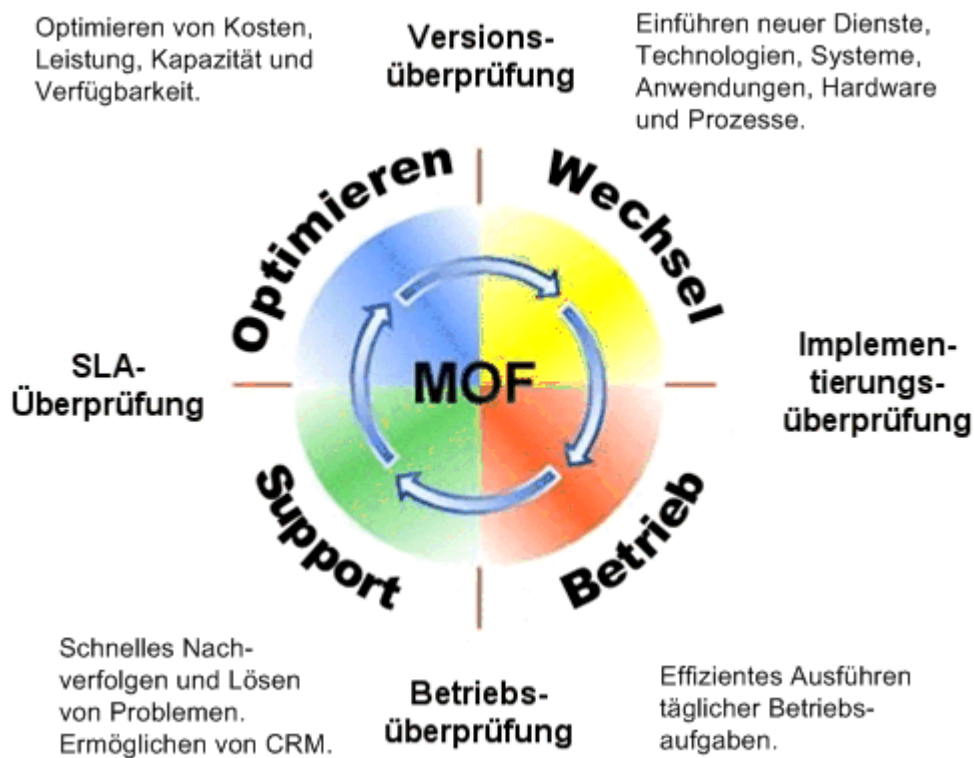 Optimieren von Kosten,
Leistung, Kapazität und
Verfügbarkeit.
Versions-
überprüfung
Einführen neuer Dienste,
Technologien, Systeme,
Anwendungen, Hardware
und Prozesse.
Optimieren
Wechsel
SLA-
Überprüfung
MOF
Implemen-
tierungs-
überprüfung
Support
Betrieb
Schnelles Nach-
verfolgen und Lösen
von Problemen.
Ermöglichen von CRM.
Betriebs-
überprüfung
Effizientes Ausführen
täglicher Betriebs-
aufgaben.